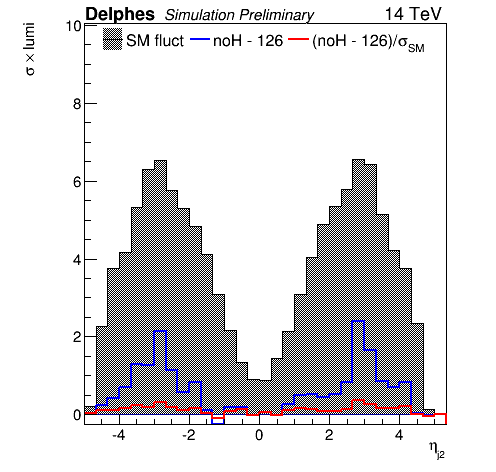 Delphes Simulation Preliminary 14 TeV
σ × lumi
SM fluct noH - 126 (noH - 126)/σSM
10
8
6
4
2
0
-4 -2 0 2 4
ηj2